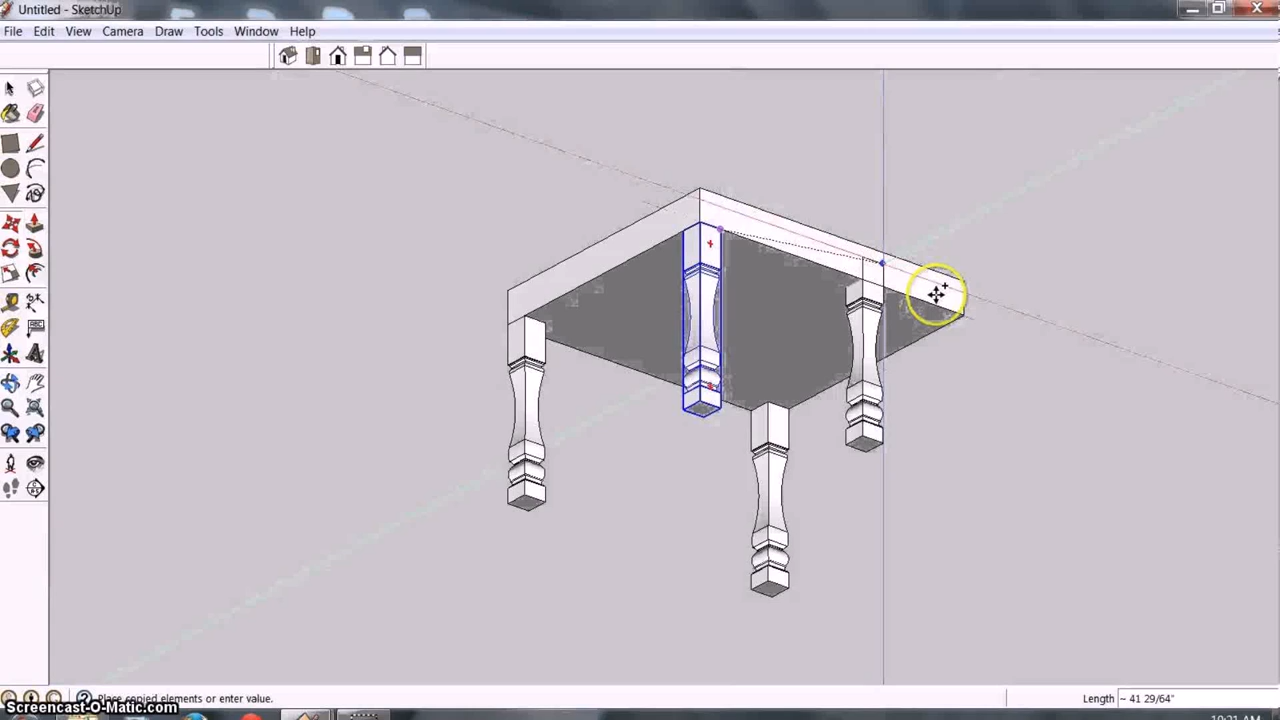 Untitled - SketchUp
File Edit View Camera Draw Tools Window Help
Place copied elements or enter value.
Length ~ 41 29/64"
Screencast-O-Matic.com